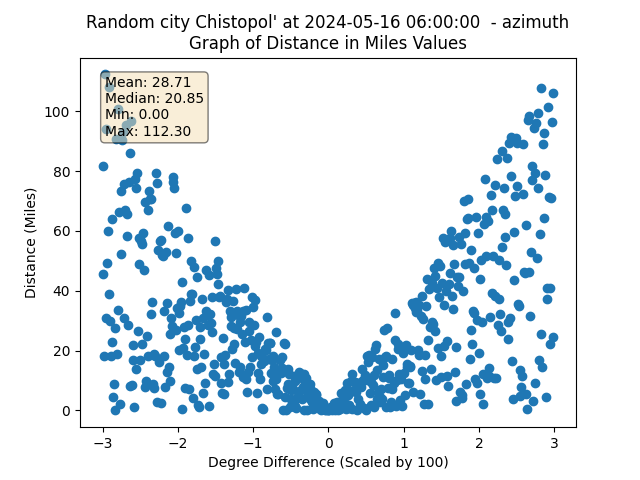 Random city Chistopol' at 2024-05-16 06:00:00  - azimuth
Graph of Distance in Miles Values
Mean: 28.71
Median: 20.85
Min: 0.00
Max: 112.30
Distance (Miles)
100
80
60
40
20
0
−3 −2 −1 0 1 2 3
Degree Difference (Scaled by 100)